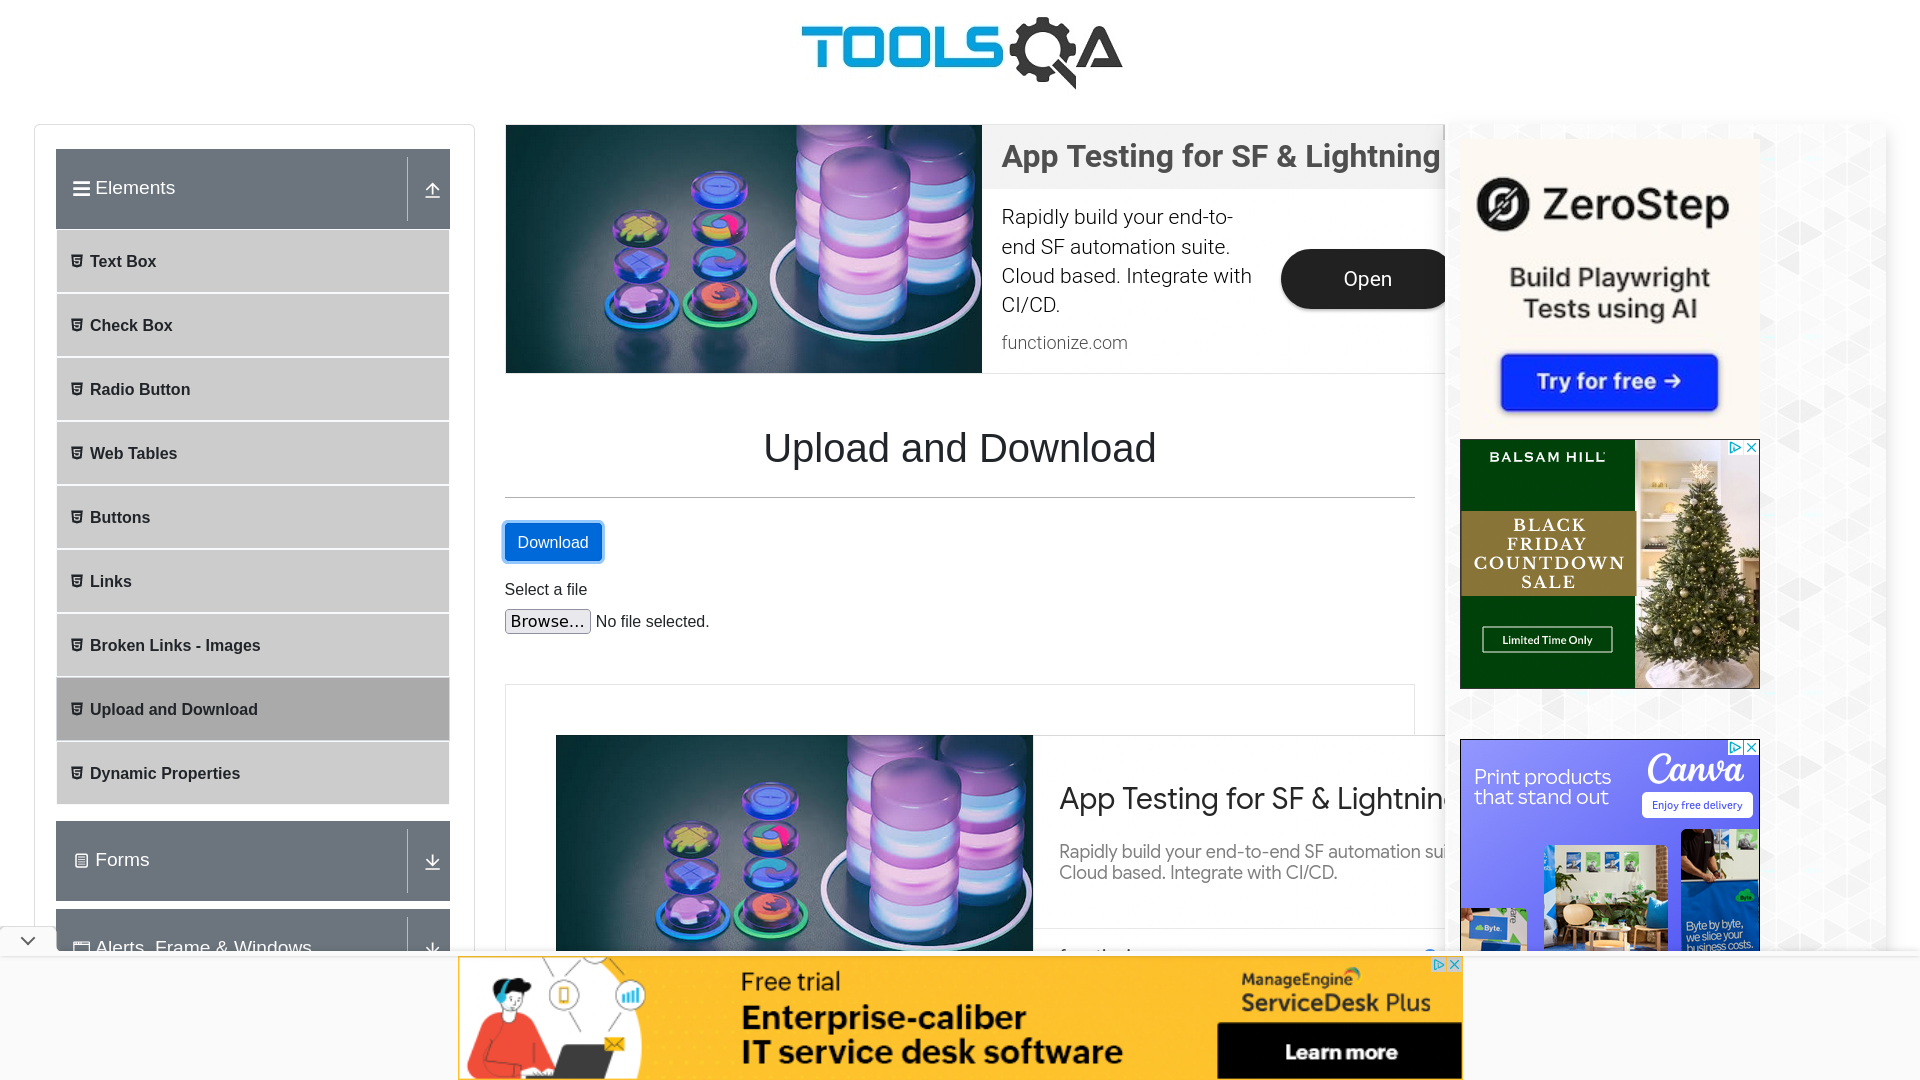 TOOLSQA
Elements
Text Box
Check Box
Radio Button
Web Tables
Buttons
Links
Broken Links - Images
Upload and Download
Dynamic Properties
Forms
Alerts, Frame & Windows
App Testing for SF & Lightning
Rapidly build your end-to-
end SF automation suite.
Cloud based. Integrate with
CI/CD.
functionize.com
Open
Upload and Download
Download
Select a file
Browse... No file selected.
App Testing for SF & Lightning
Rapidly build your end-to-end SF automation
Cloud based. Integrate with CI/CD.
ZeroStep
Build Playwright
Tests using AI
Try for free →
BALSAM HILL
BLACK
FRIDAY
COUNTDOWN
SALE
Limited Time Only
Print products
that stand out
Canva
Enjoy free delivery
Byte.
Byte by byte,
we slice your
business costs.
Free trial
Enterprise-caliber
IT service desk software
ManageEngine
ServiceDesk Plus
Learn more